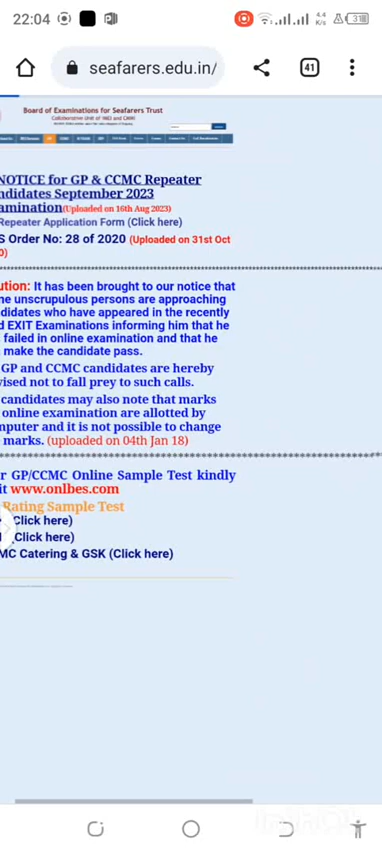 22:04
4.4
K/s
31
seafarers.edu.in/
41
Board of Examinations for Seafarers Trust
NOTICE for GP & CCMC Repeater
ndidates September 2023
amination(Uploaded on 16th Aug 2023)
Repeater Application Form (Click here)
S Order No: 28 of 2020 (Uploaded on 31st Oct
0)
ution: It has been brought to our notice that
ne unscrupulous persons are approaching
didates who have appeared in the recently
d EXIT Examinations informing him that he
failed in online examination and that he
make the candidate pass.
GP and CCMC candidates are hereby
vised not to fall prey to such calls.
candidates may also note that marks
online examination are allotted by
mputer and it is not possible to change
marks. (uploaded on 04th Jan 18)
r GP/CCMC Online Sample Test kindly
it www.onlbes.com
Rating Sample Test
(Click here)
(Click here)
MC Catering & GSK (Click here)